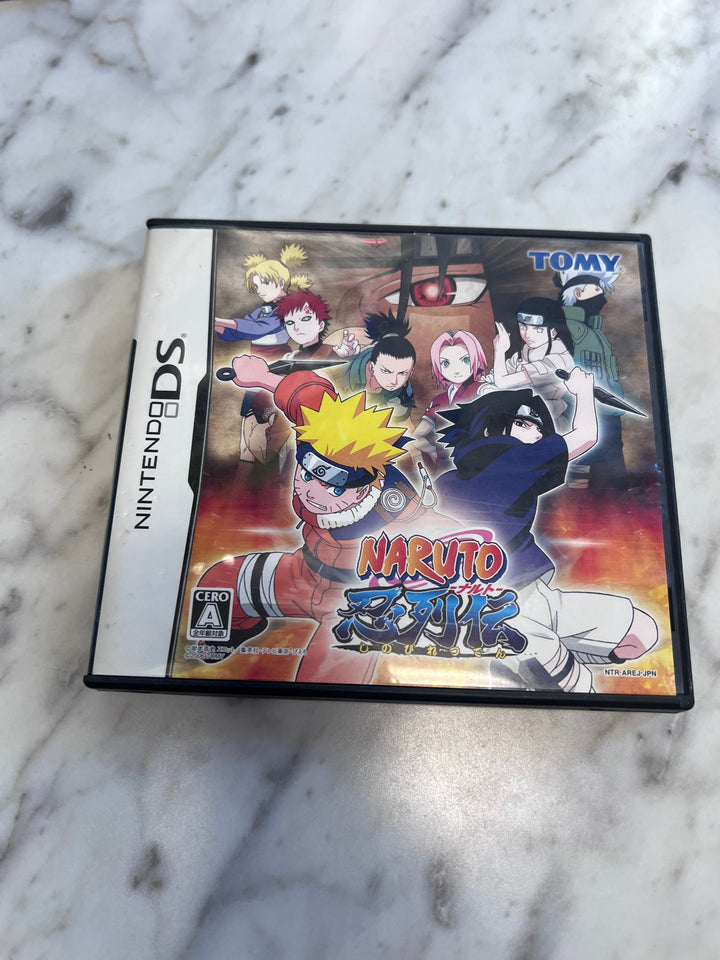 NINTENDO DS
TOMY
NARUTO
-ナルト-
忍列伝
しのびれつでん
CERO
A
全年齢対象
NTR-AREJ-JPN